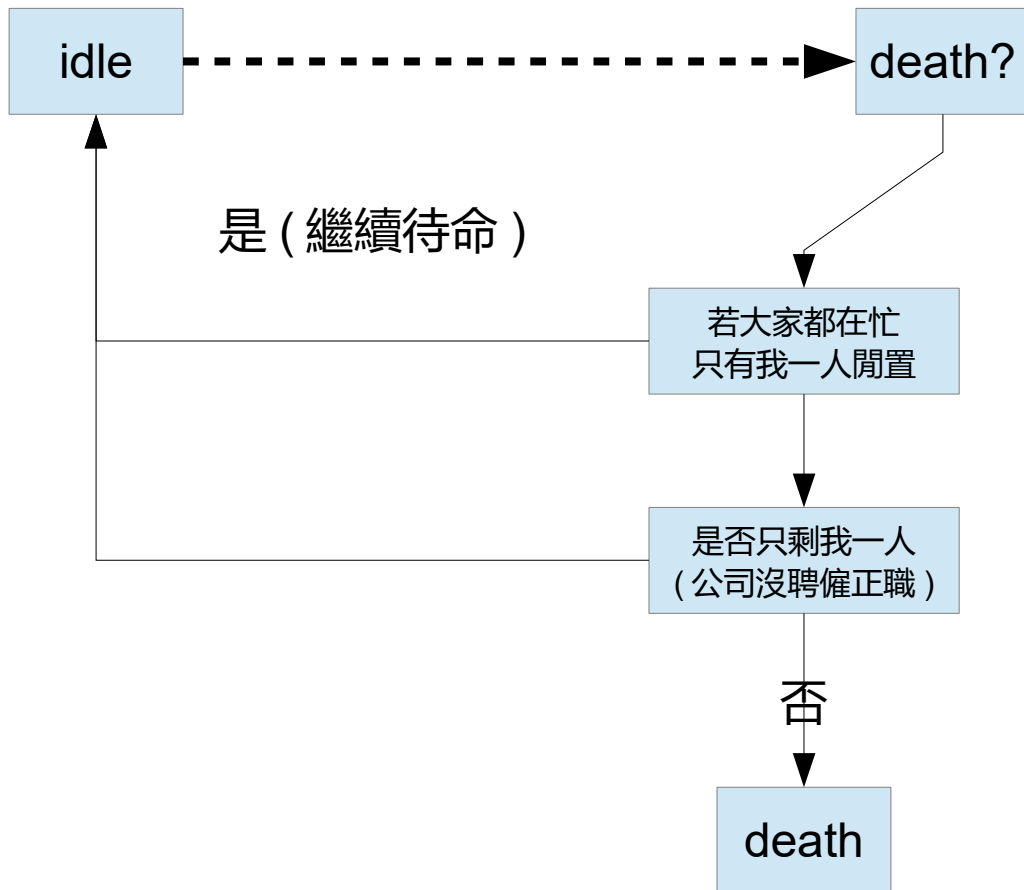 idle
death?
是 ( 繼續待命 )
若大家都在忙
只有我一人閒置
是否只剩我一人
( 公司沒聘僱正職 )
否
death